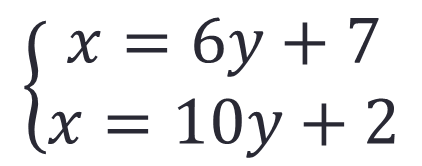 x = 6y + 7
x = 10y + 2